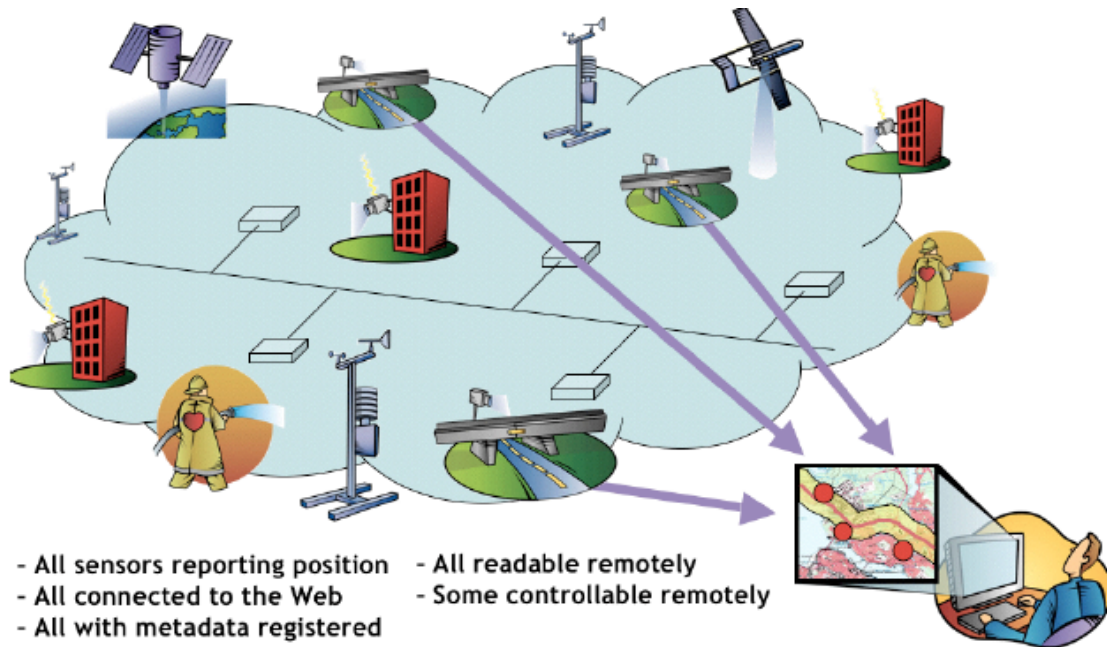 - All sensors reporting position
- All connected to the Web
- All with metadata registered
- All readable remotely
- Some controllable remotely